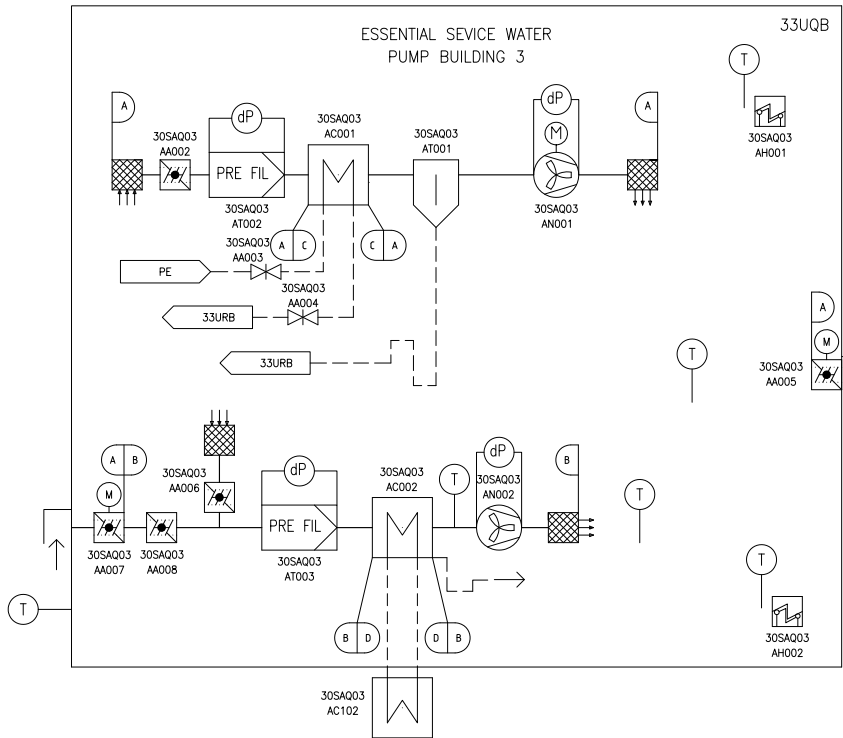 33UQB
ESSENTIAL SEVICE WATER
PUMP BUILDING 3
T
A
30SAQ03
AA002
dP
PRE FIL
30SAQ03
AT002
30SAQ03
AC001
30SAQ03
AT001
dP
M
30SAQ03
AN001
A
30SAQ03
AH001
A
C
C
A
30SAQ03
AA003
PE
30SAQ03
AA004
33URB
33URB
T
A
M
30SAQ03
AA005
A
B
M
30SAQ03
AA007
30SAQ03
AA008
30SAQ03
AA006
dP
PRE FIL
30SAQ03
AT003
30SAQ03
AC002
T
dP
30SAQ03
AN002
B
T
T
T
30SAQ03
AH002
B
D
D
B
30SAQ03
AC102